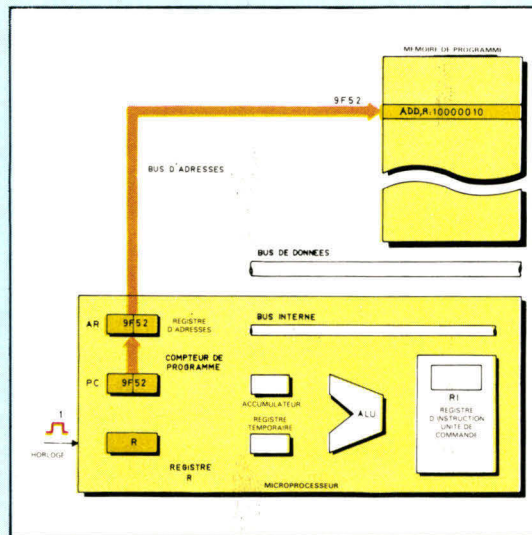 MEMOIRE DE PROGRAMME
9F52
ADD,R:10000010
BUS D'ADRESSES
BUS DE DONNÉES
AR
9F52
REGISTRE
D'ADRESSES
BUS INTERNE
COMPTEUR DE
PROGRAMME
PC
9F52
ACCUMULATEUR
REGISTRE
TEMPORAIRE
ALU
RI
REGISTRE
D'INSTRUCTION
UNITE DE
COMMANDE
1
HORLOGE
R
REGISTRE
R
MICROPROCESSEUR